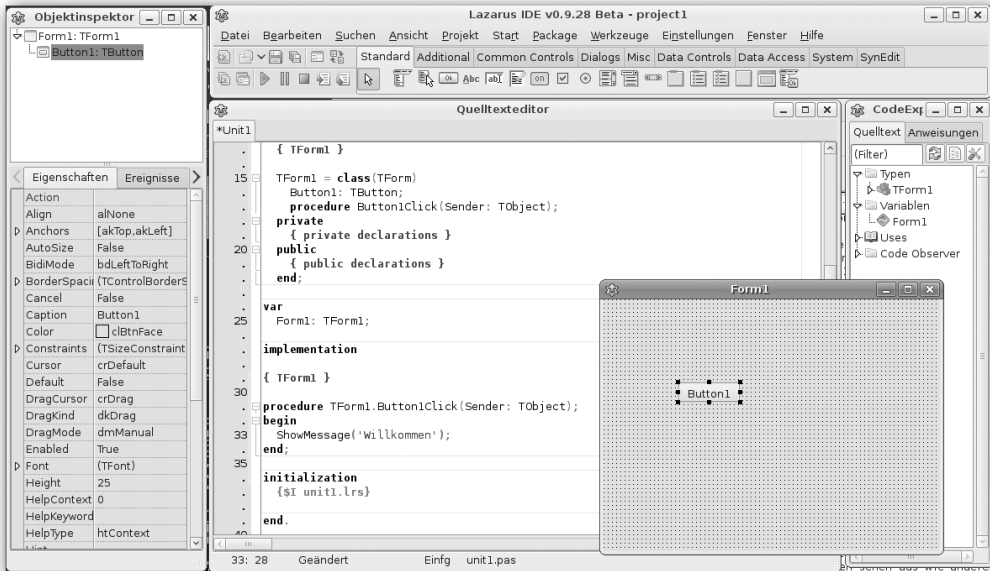 Objektinspektor
Form1: TForm1
Button1: TButton
Eigenschaften Ereignisse
Action
Align alNone
Anchors [akTop,akLeft]
AutoSize False
BidiMode bdLeftToRight
BorderSpacin (TControlBorderS
Cancel False
Caption Button1
Color clBtnFace
Constraints (TSizeConstraint
Cursor crDefault
Default False
DragCursor crDrag
DragKind dkDrag
DragMode dmManual
Enabled True
Font (TFont)
Height 25
HelpContext 0
HelpKeyword
HelpType htContext
Lazarus IDE v0.9.28 Beta - project1
Datei Bearbeiten Suchen Ansicht Projekt Start Package Werkzeuge Einstellungen Fenster Hilfe
Standard Additional Common Controls Dialogs Misc Data Controls Data Access System SynEdit
Ok Abc abI on
Quelltexteditor
*Unit1
{ TForm1 }
15 TForm1 = class(TForm)
Button1: TButton;
procedure Button1Click(Sender: TObject);
private
{ private declarations }
20 public
{ public declarations }
end;
var
25 Form1: TForm1;
implementation
{ TForm1 }
30
procedure TForm1.Button1Click(Sender: TObject);
begin
33 ShowMessage('Willkommen');
end;
35
initialization
{$I unit1.lrs}
end.
40
33: 28 Geändert Einfg unit1.pas
CodeExp
Quelltext Anweisungen
(Filter)
Typen
TForm1
Variablen
Form1
Uses
Code Observer
Form1
Button1